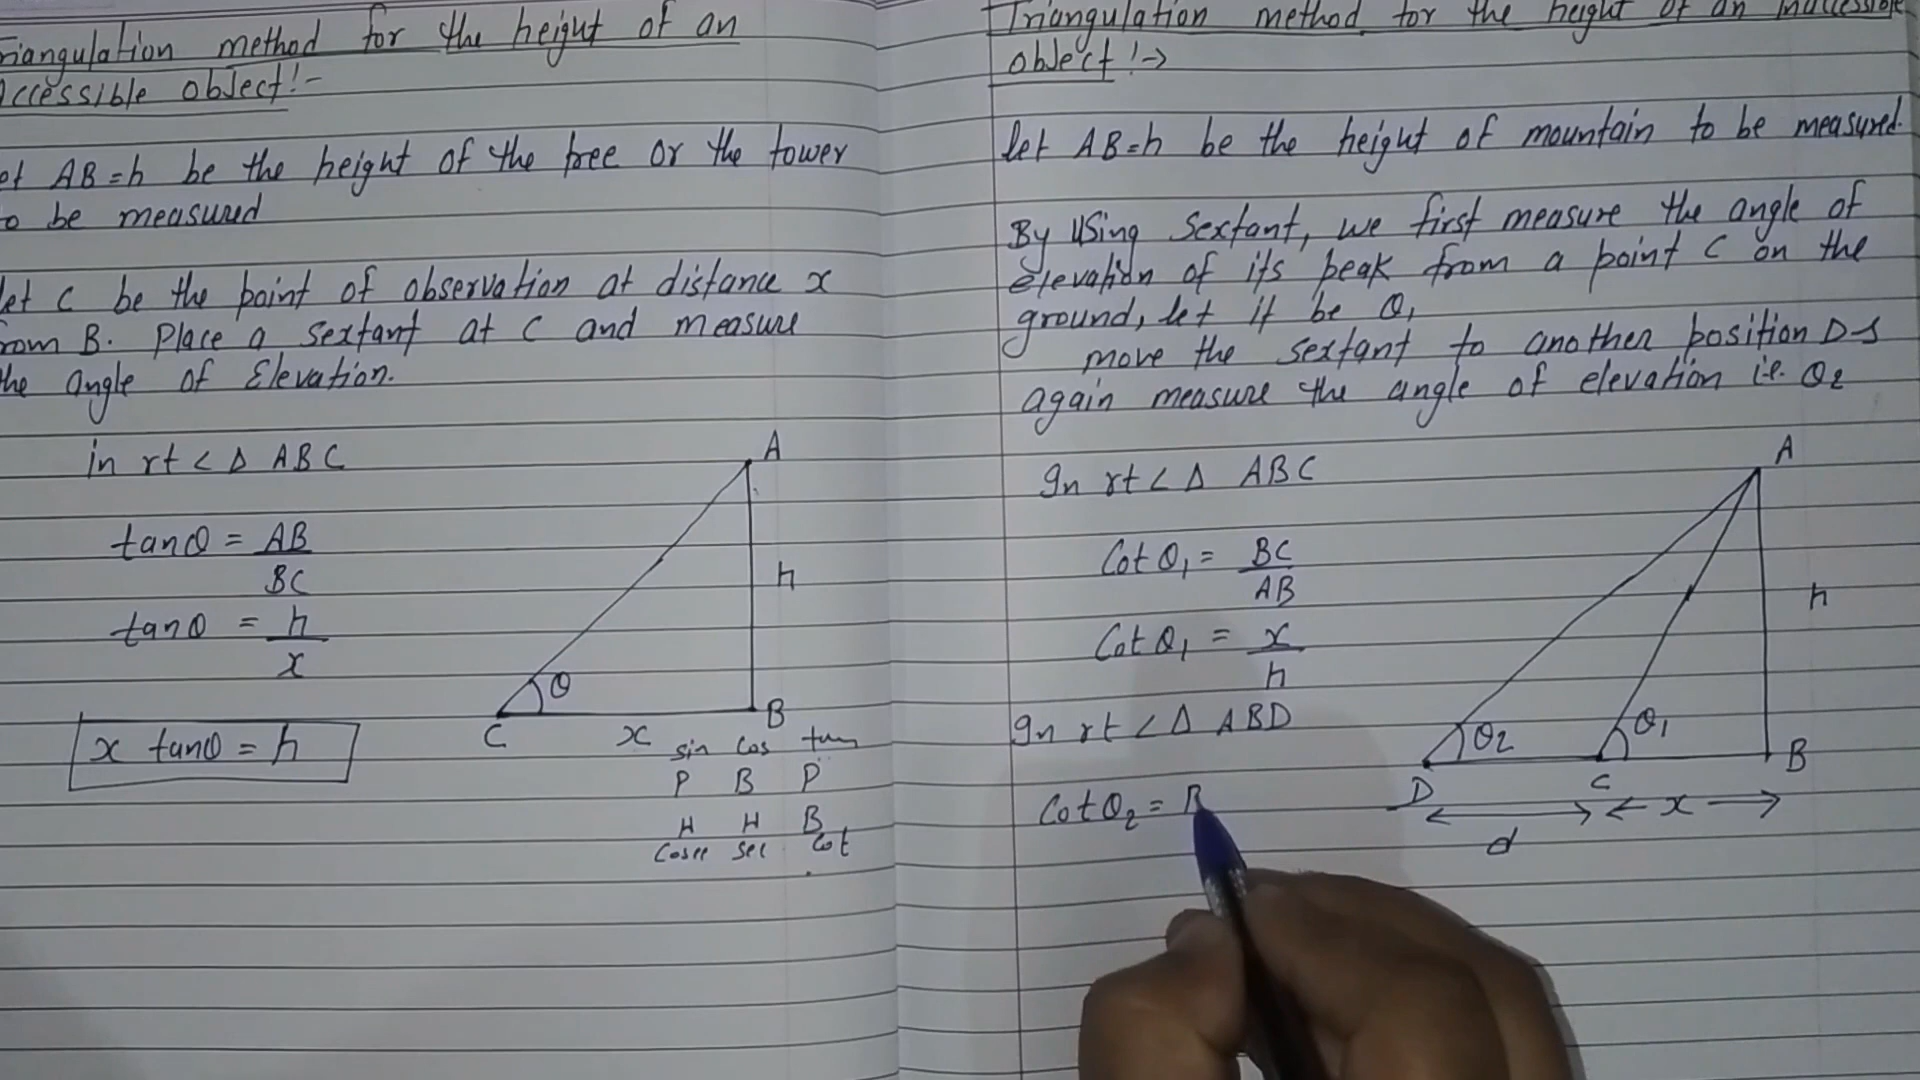 riangulation method for the height of an
accessible object!-
et AB=h be the height of the tree or the tower
to be measured
let C be the point of observation at distance x
rom B. Place a Sextant at C and measure
the angle of Elevation.
in rt < Δ ABC
tanθ = AB
BC
tanθ = h
x
x tanθ = h
A
h
θ
C
x
B
sin cos tan
P B P
H H B
Cosec Sec Cot
Triangulation method for the height of an inaccessible
object!→
let AB=h be the height of mountain to be measured.
By Using Sextant, we first measure the angle of
elevation of its peak from a point C on the
ground, let it be θ1
move the sextant to another position D
again measure the angle of elevation i.e. θ2
In rt < Δ ABC
Cot θ1 = BC
AB
Cot θ1 = x
h
In rt < Δ ABD
Cot θ2 = B
A
h
θ2
θ1
D
C
B
d
x